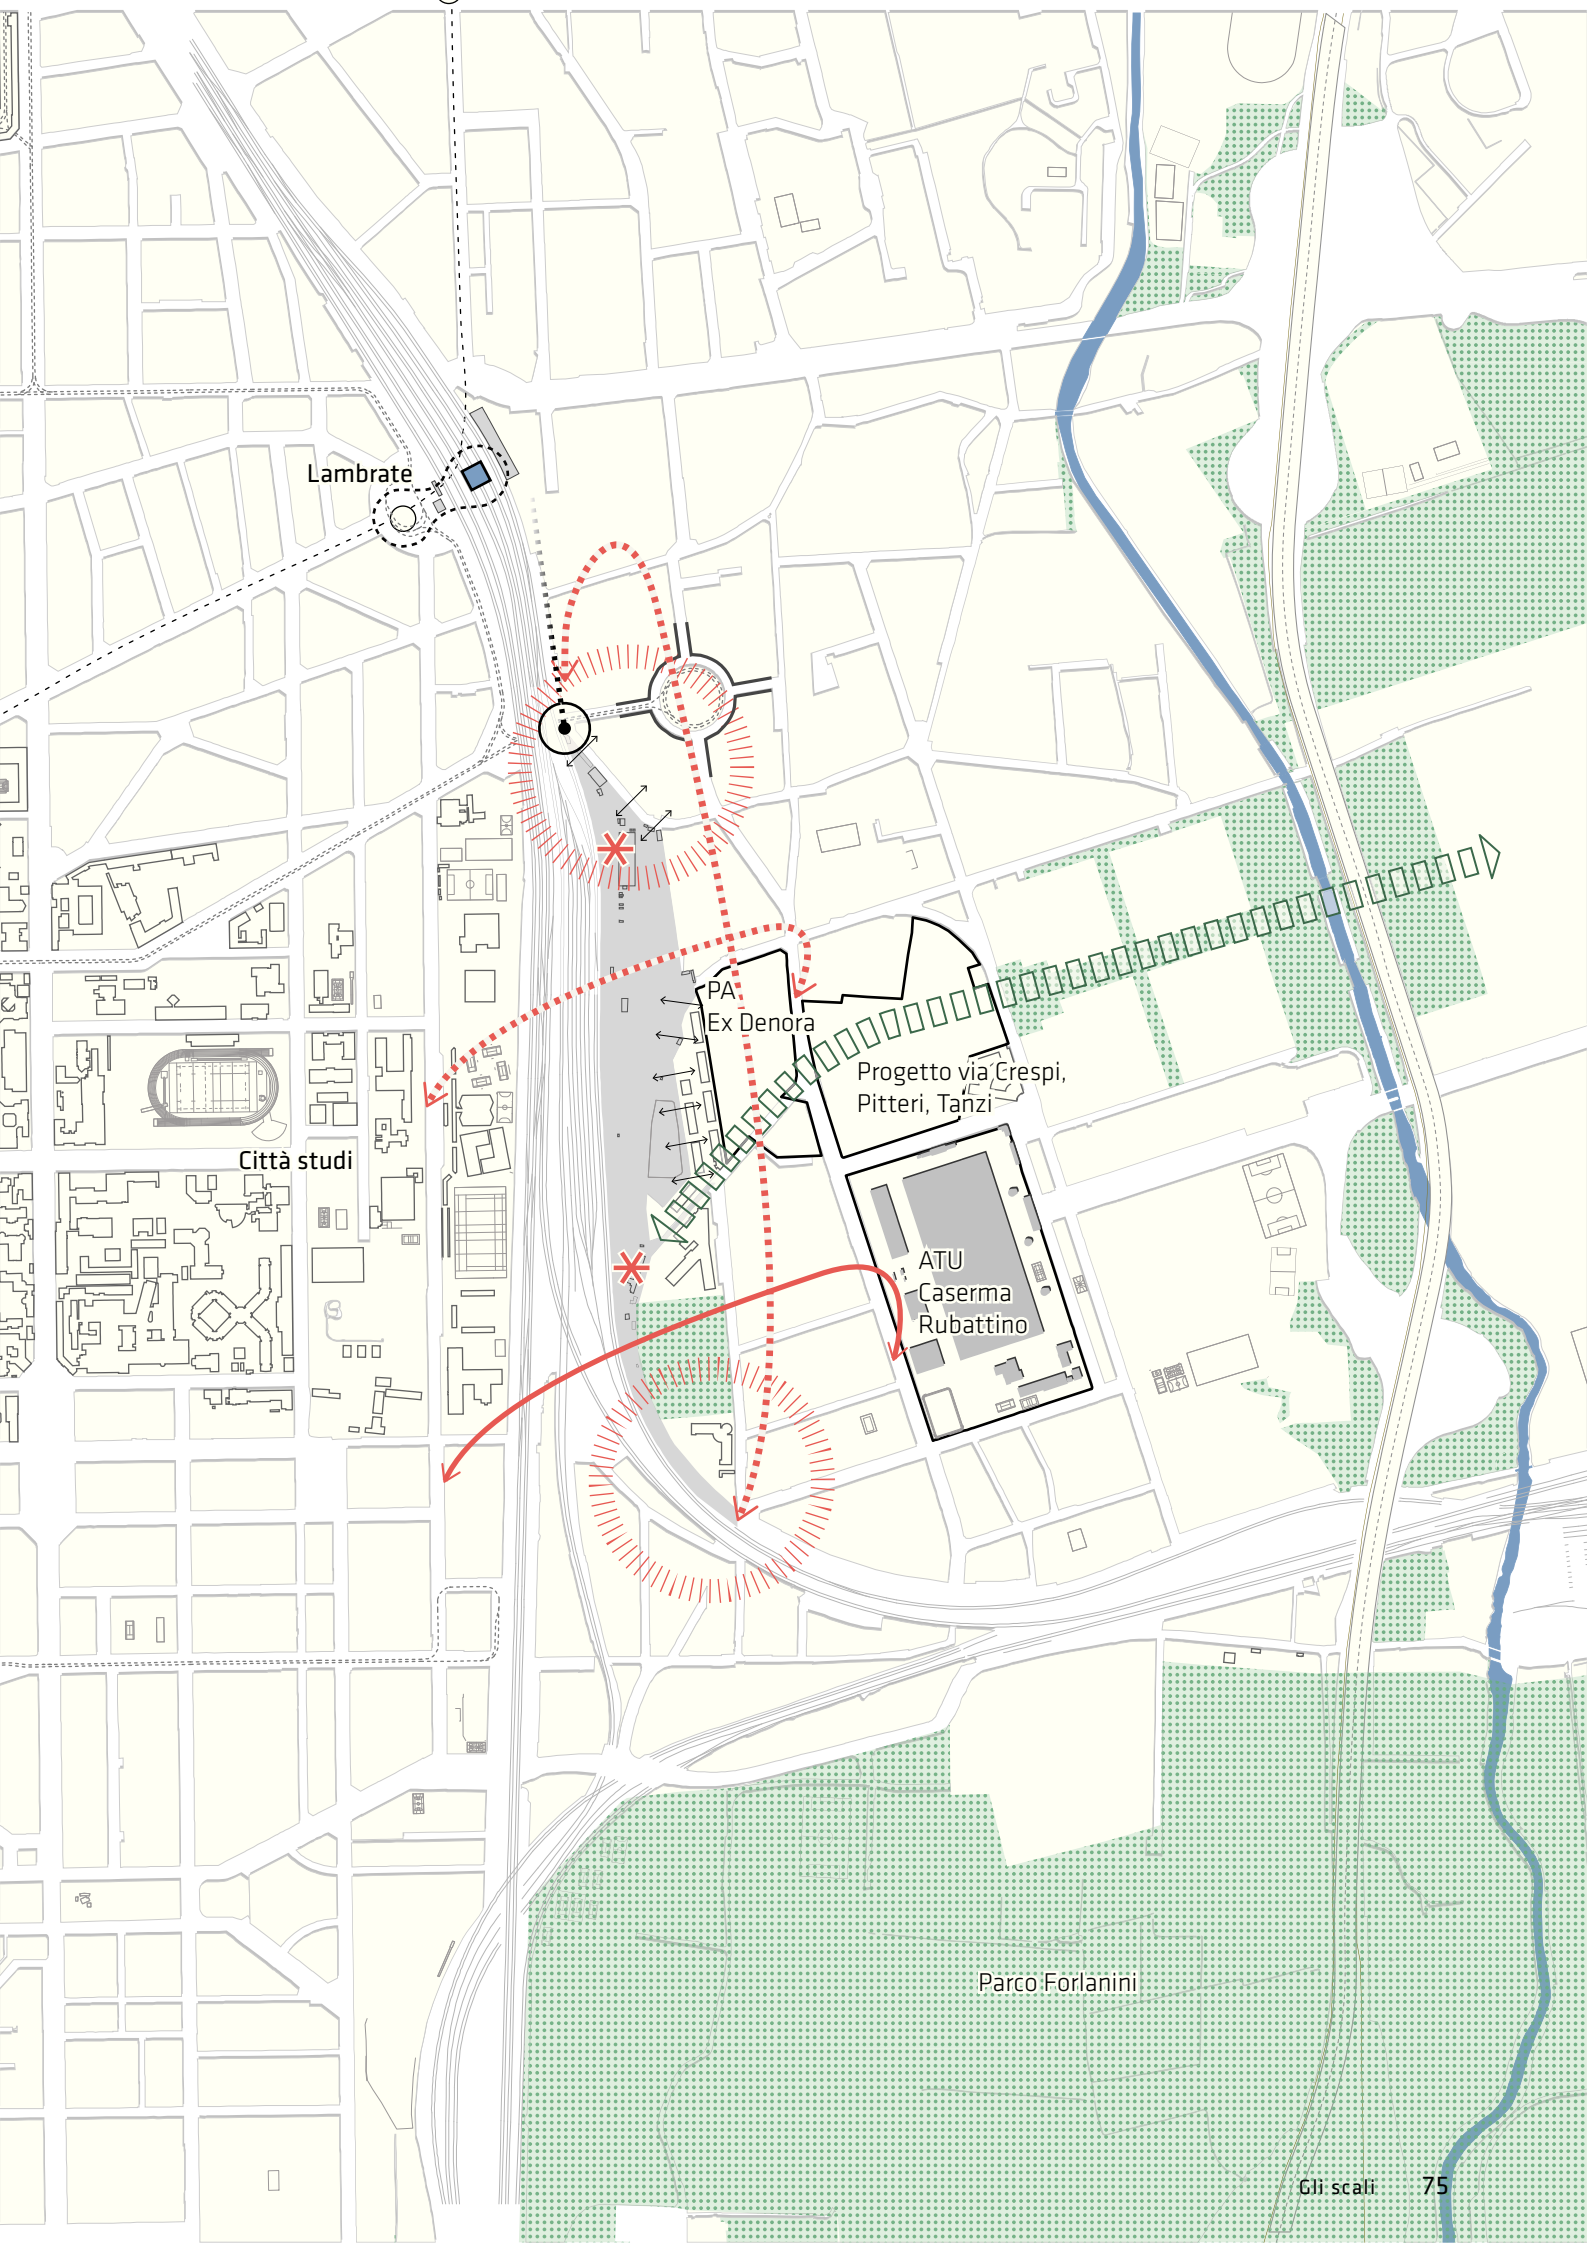 Lambrate
PA
Ex Denora
Progetto via Crespi,
Pitteri, Tanzi
Città studi
ATU
Caserma
Rubattino
Parco Forlanini
Gli scali 75